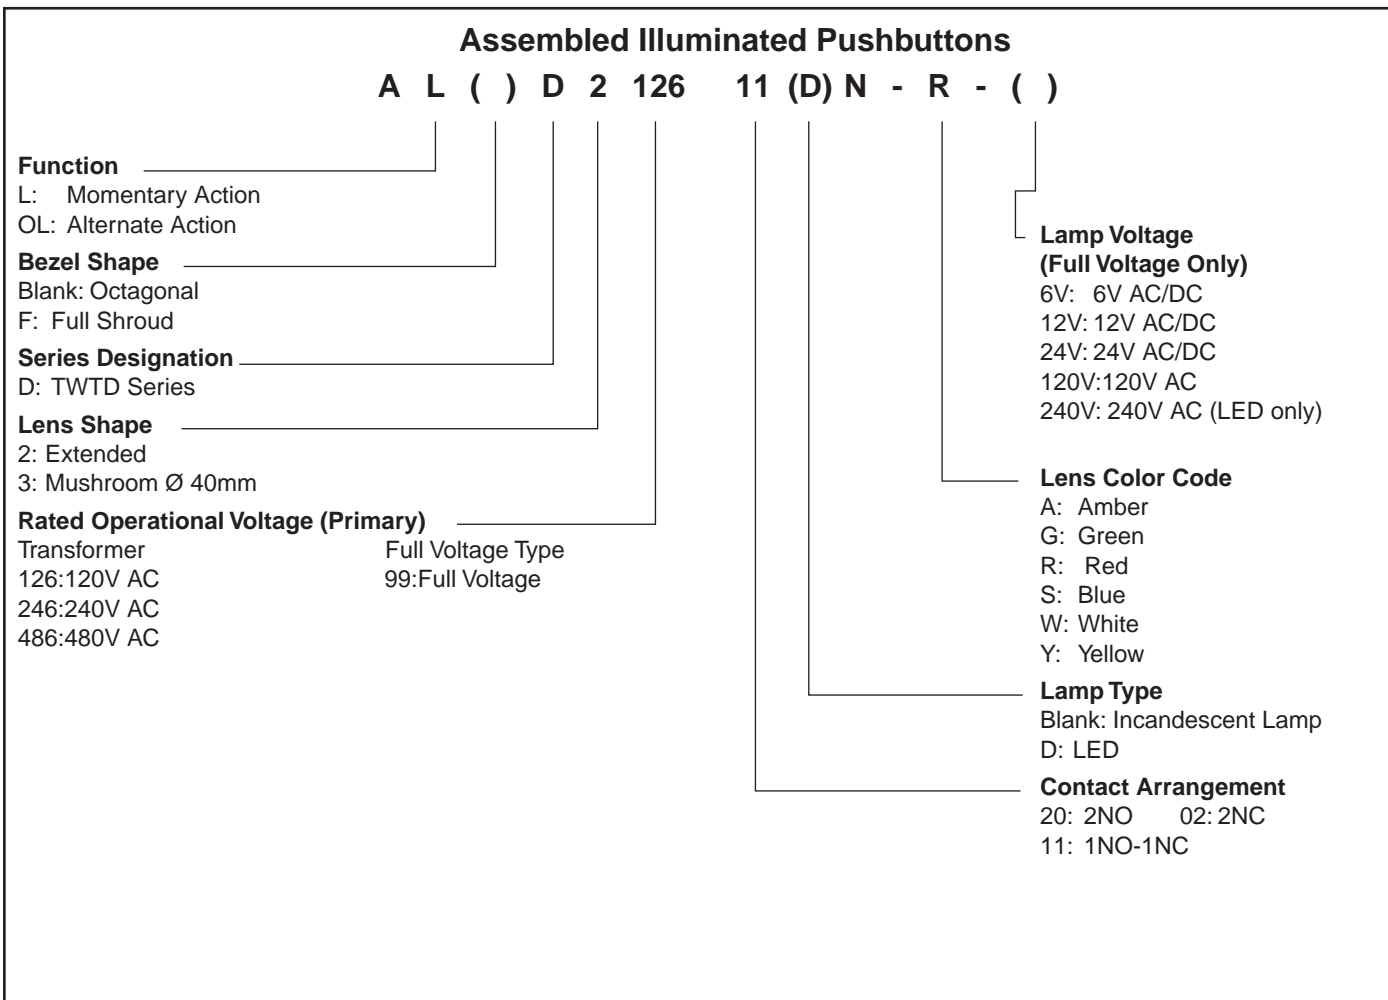 Assembled Illuminated Pushbuttons
A L ( ) D 2 126 11 (D) N - R - ( )
Function
L: Momentary Action
OL: Alternate Action
Bezel Shape
Blank: Octagonal
F: Full Shroud
Series Designation
D: TWTD Series
Lens Shape
2: Extended
3: Mushroom Ø 40mm
Rated Operational Voltage (Primary)
Transformer Full Voltage Type
126:120V AC 99:Full Voltage
246:240V AC
486:480V AC
Lamp Voltage
(Full Voltage Only)
6V: 6V AC/DC
12V: 12V AC/DC
24V: 24V AC/DC
120V:120V AC
240V: 240V AC (LED only)
Lens Color Code
A: Amber
G: Green
R: Red
S: Blue
W: White
Y: Yellow
Lamp Type
Blank: Incandescent Lamp
D: LED
Contact Arrangement
20: 2NO 02: 2NC
11: 1NO-1NC